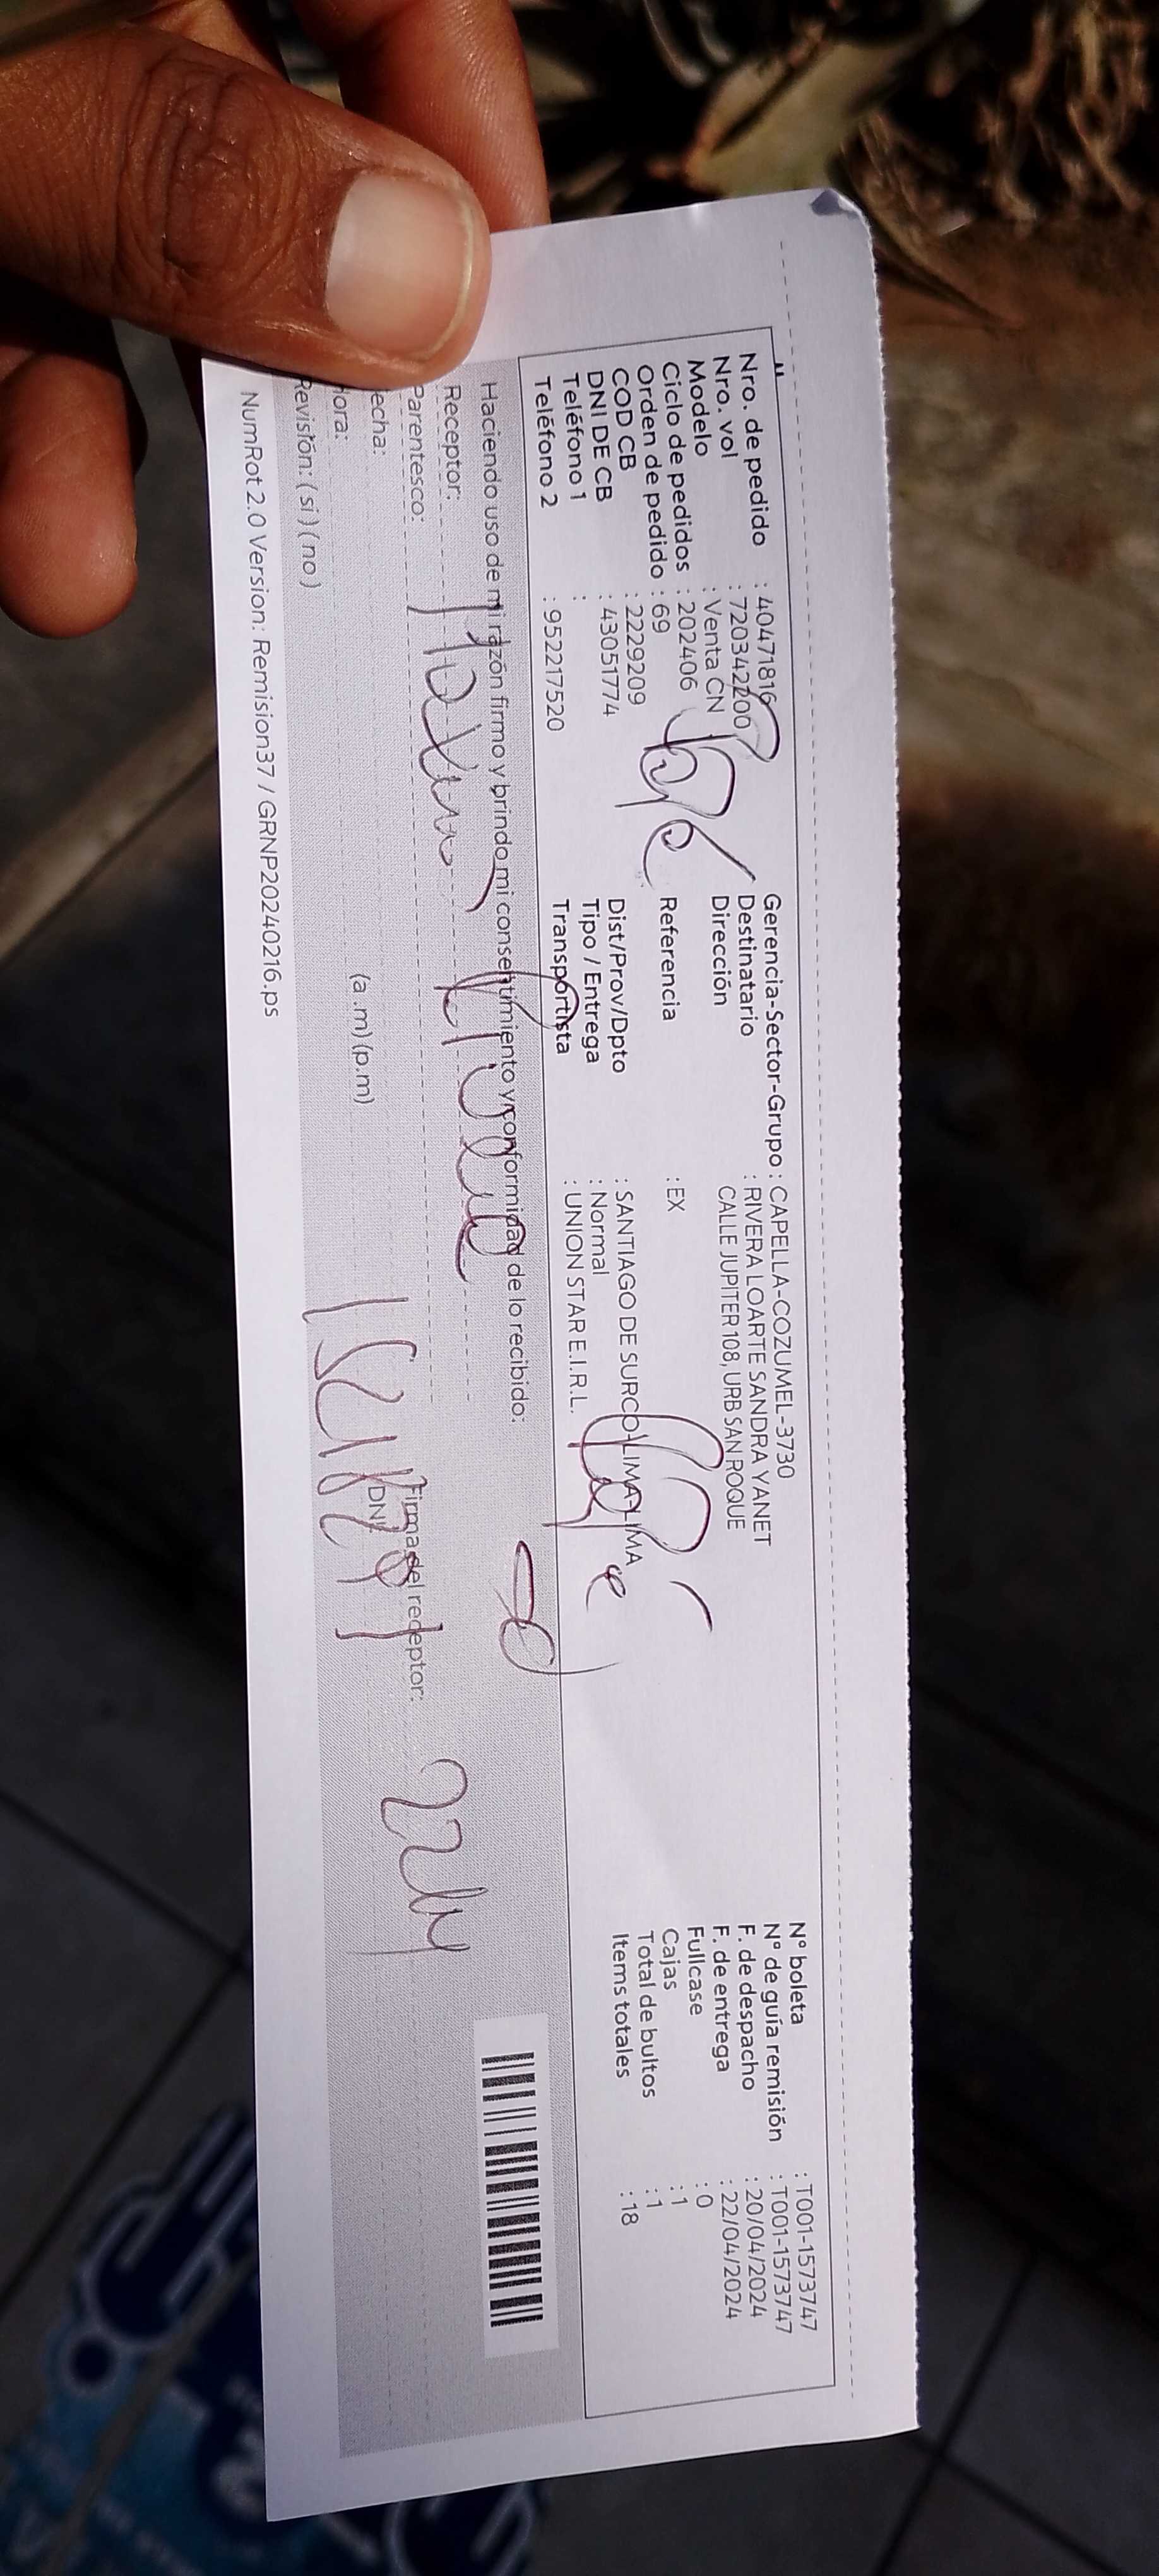 Nro. de pedido : 40471816
Nro. vol : 720342200
Modelo : Venta CN
Ciclo de pedidos : 202406
Orden de pedido : 69
COD CB : 2229209
DNI DE CB : 43051774
Teléfono 1 :
Teléfono 2 : 952217520
Gerencia-Sector-Grupo : CAPELLA-COZUMEL-3730
Destinatario : RIVERA LOARTE SANDRA YANET
Dirección CALLE JUPITER 108, URB SAN ROQUE
Referencia : EX
Dist/Prov/Dpto : SANTIAGO DE SURCO-LIMA-LIMA
Tipo / Entrega : Normal
Transportista : UNION STAR E.I.R.L.
N° boleta : T001-1573747
N° de guía remisión : T001-1573747
F. de despacho : 20/04/2024
F. de entrega : 22/04/2024
Fullcase : 0
Cajas : 1
Total de bultos : 1
Items totales : 18
Haciendo uso de mi razón firmo y brindo mi consentimiento y conformidad de lo recibido:
Receptor:
Parentesco:
Firma del receptor:
echa:
DNI
ora: (a.m) (p.m)
Revisión: ( si ) ( no )
NumRot 2.0 Version: Remision37 / GRNP20240216.ps